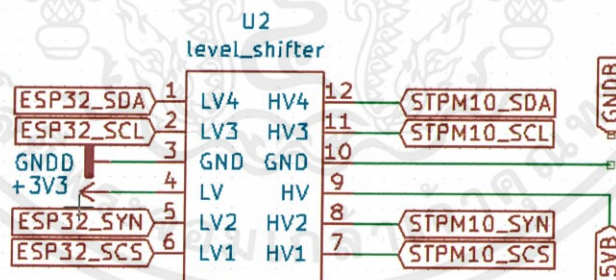 U2
level_shifter
ESP32_SDA 1 LV4 HV4 12 STPM10_SDA
ESP32_SCL 2 LV3 HV3 11 STPM10_SCL
GNDD 3 GND GND 10
+3V3 4 LV HV 9
ESP32_SYN 5 LV2 HV2 8 STPM10_SYN
ESP32_SCS 6 LV1 HV1 7 STPM10_SCS
GNDB